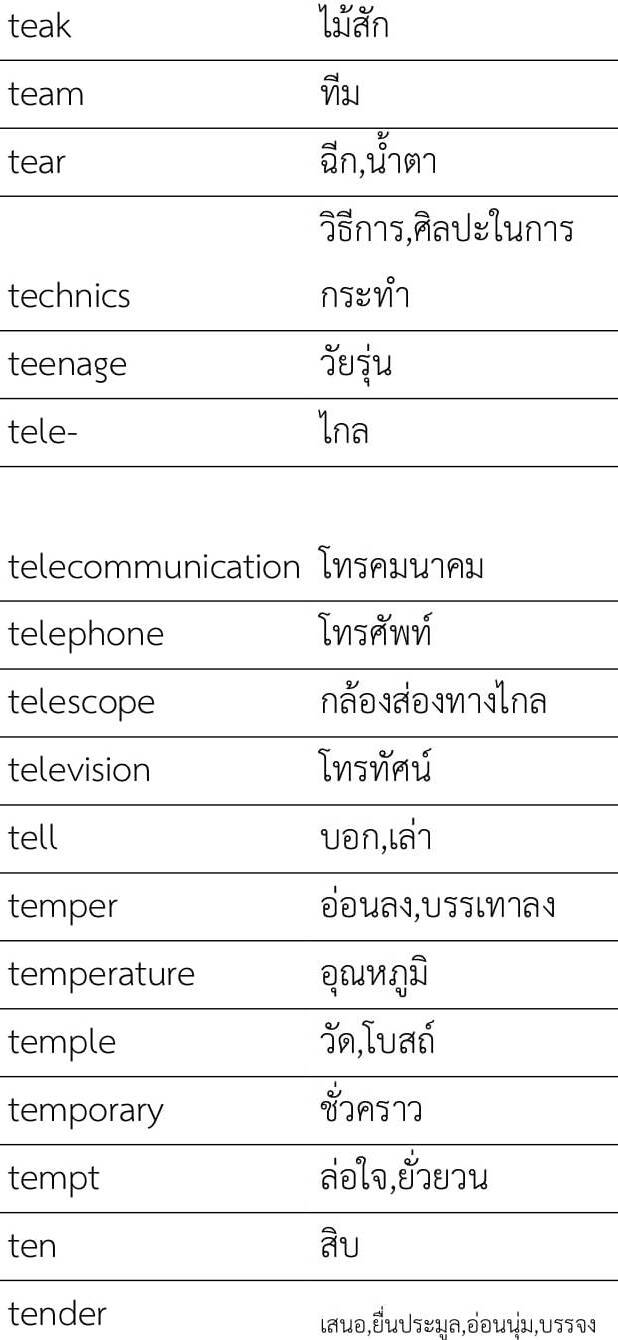 teak ไม้สัก
team ทีม
tear ฉีก,น้ำตา
วิธีการ,ศิลปะในการ
technics กระทำ
teenage วัยรุ่น
tele- ไกล
telecommunication โทรคมนาคม
telephone โทรศัพท์
telescope กล้องส่องทางไกล
television โทรทัศน์
tell บอก,เล่า
temper อ่อนลง,บรรเทาลง
temperature อุณหภูมิ
temple วัด,โบสถ์
temporary ชั่วคราว
tempt ล่อใจ,ยั่วยวน
ten สิบ
tender เสนอ,ยื่นประมูล,อ่อนนุ่ม,บรรจง